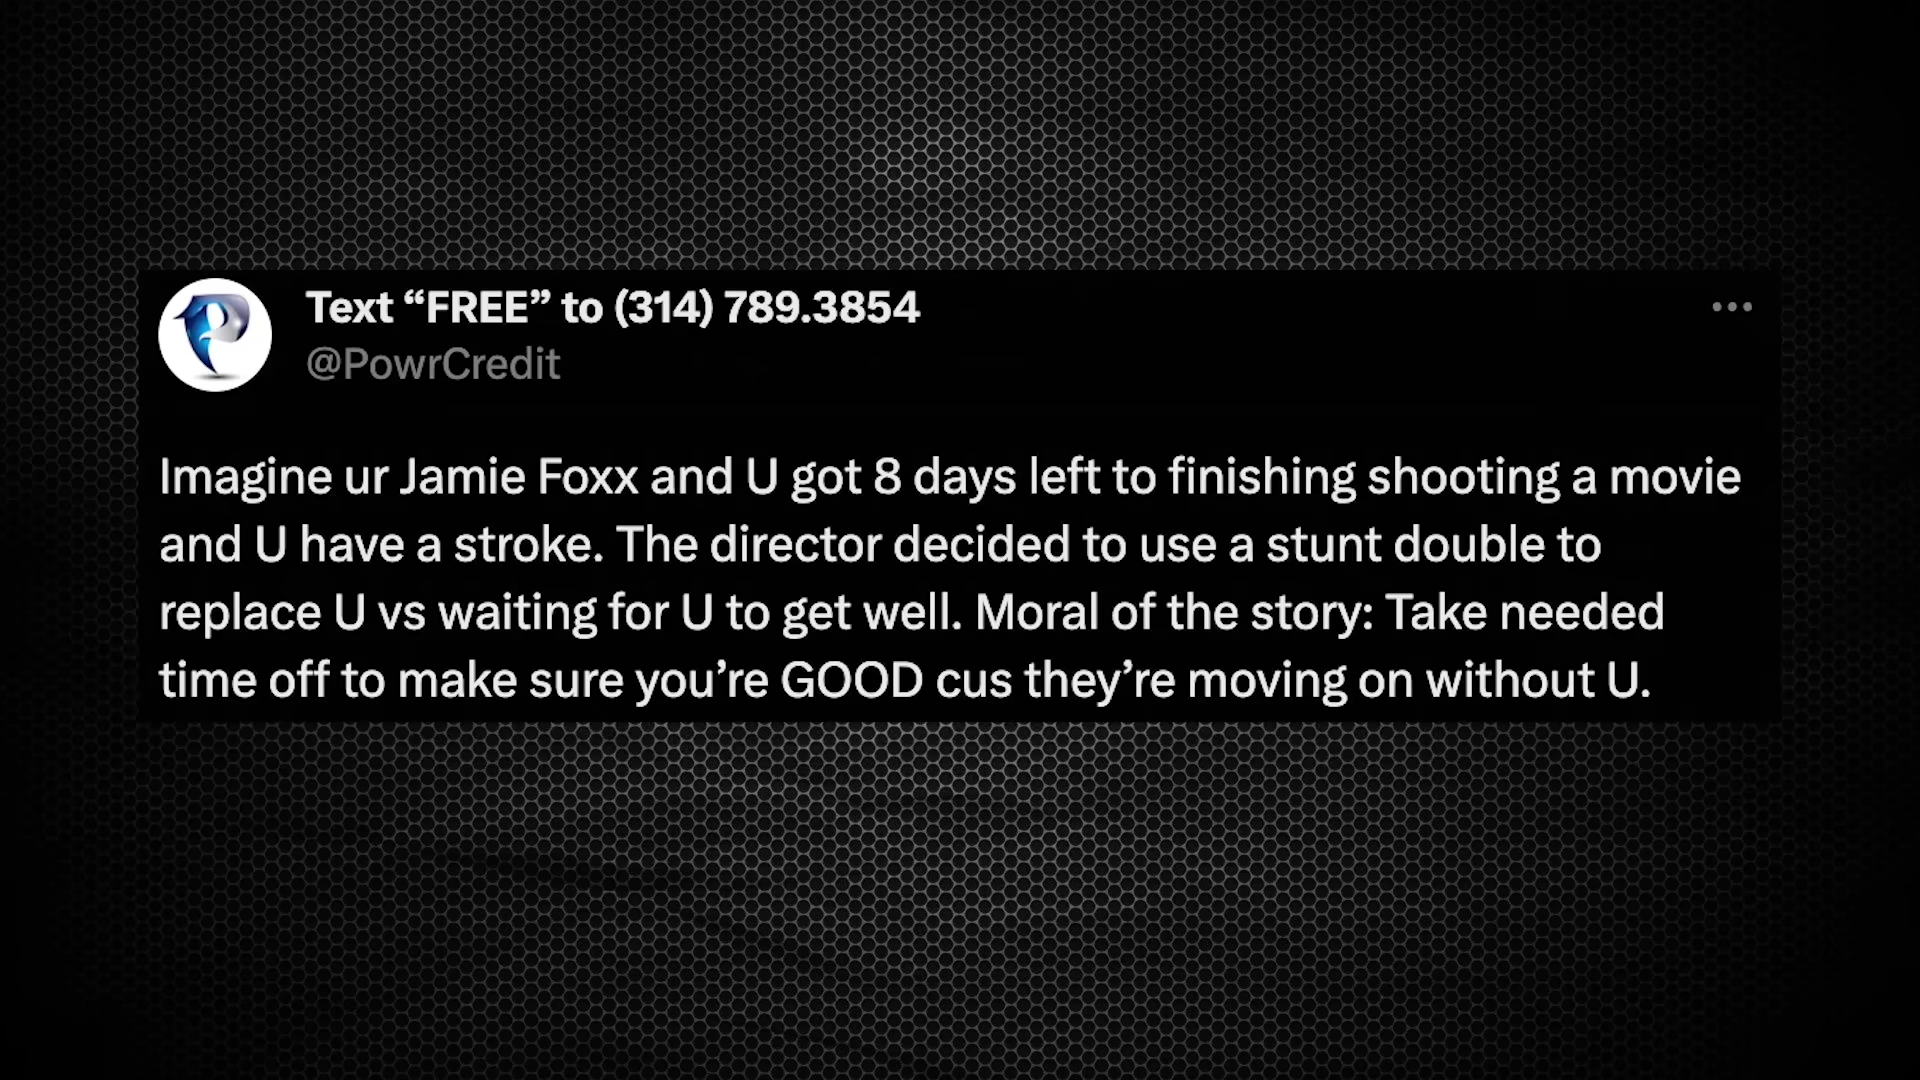 Text “FREE” to (314) 789.3854
@PowrCredit
Imagine ur Jamie Foxx and U got 8 days left to finishing shooting a movie
and U have a stroke. The director decided to use a stunt double to
replace U vs waiting for U to get well. Moral of the story: Take needed
time off to make sure you’re GOOD cus they’re moving on without U.